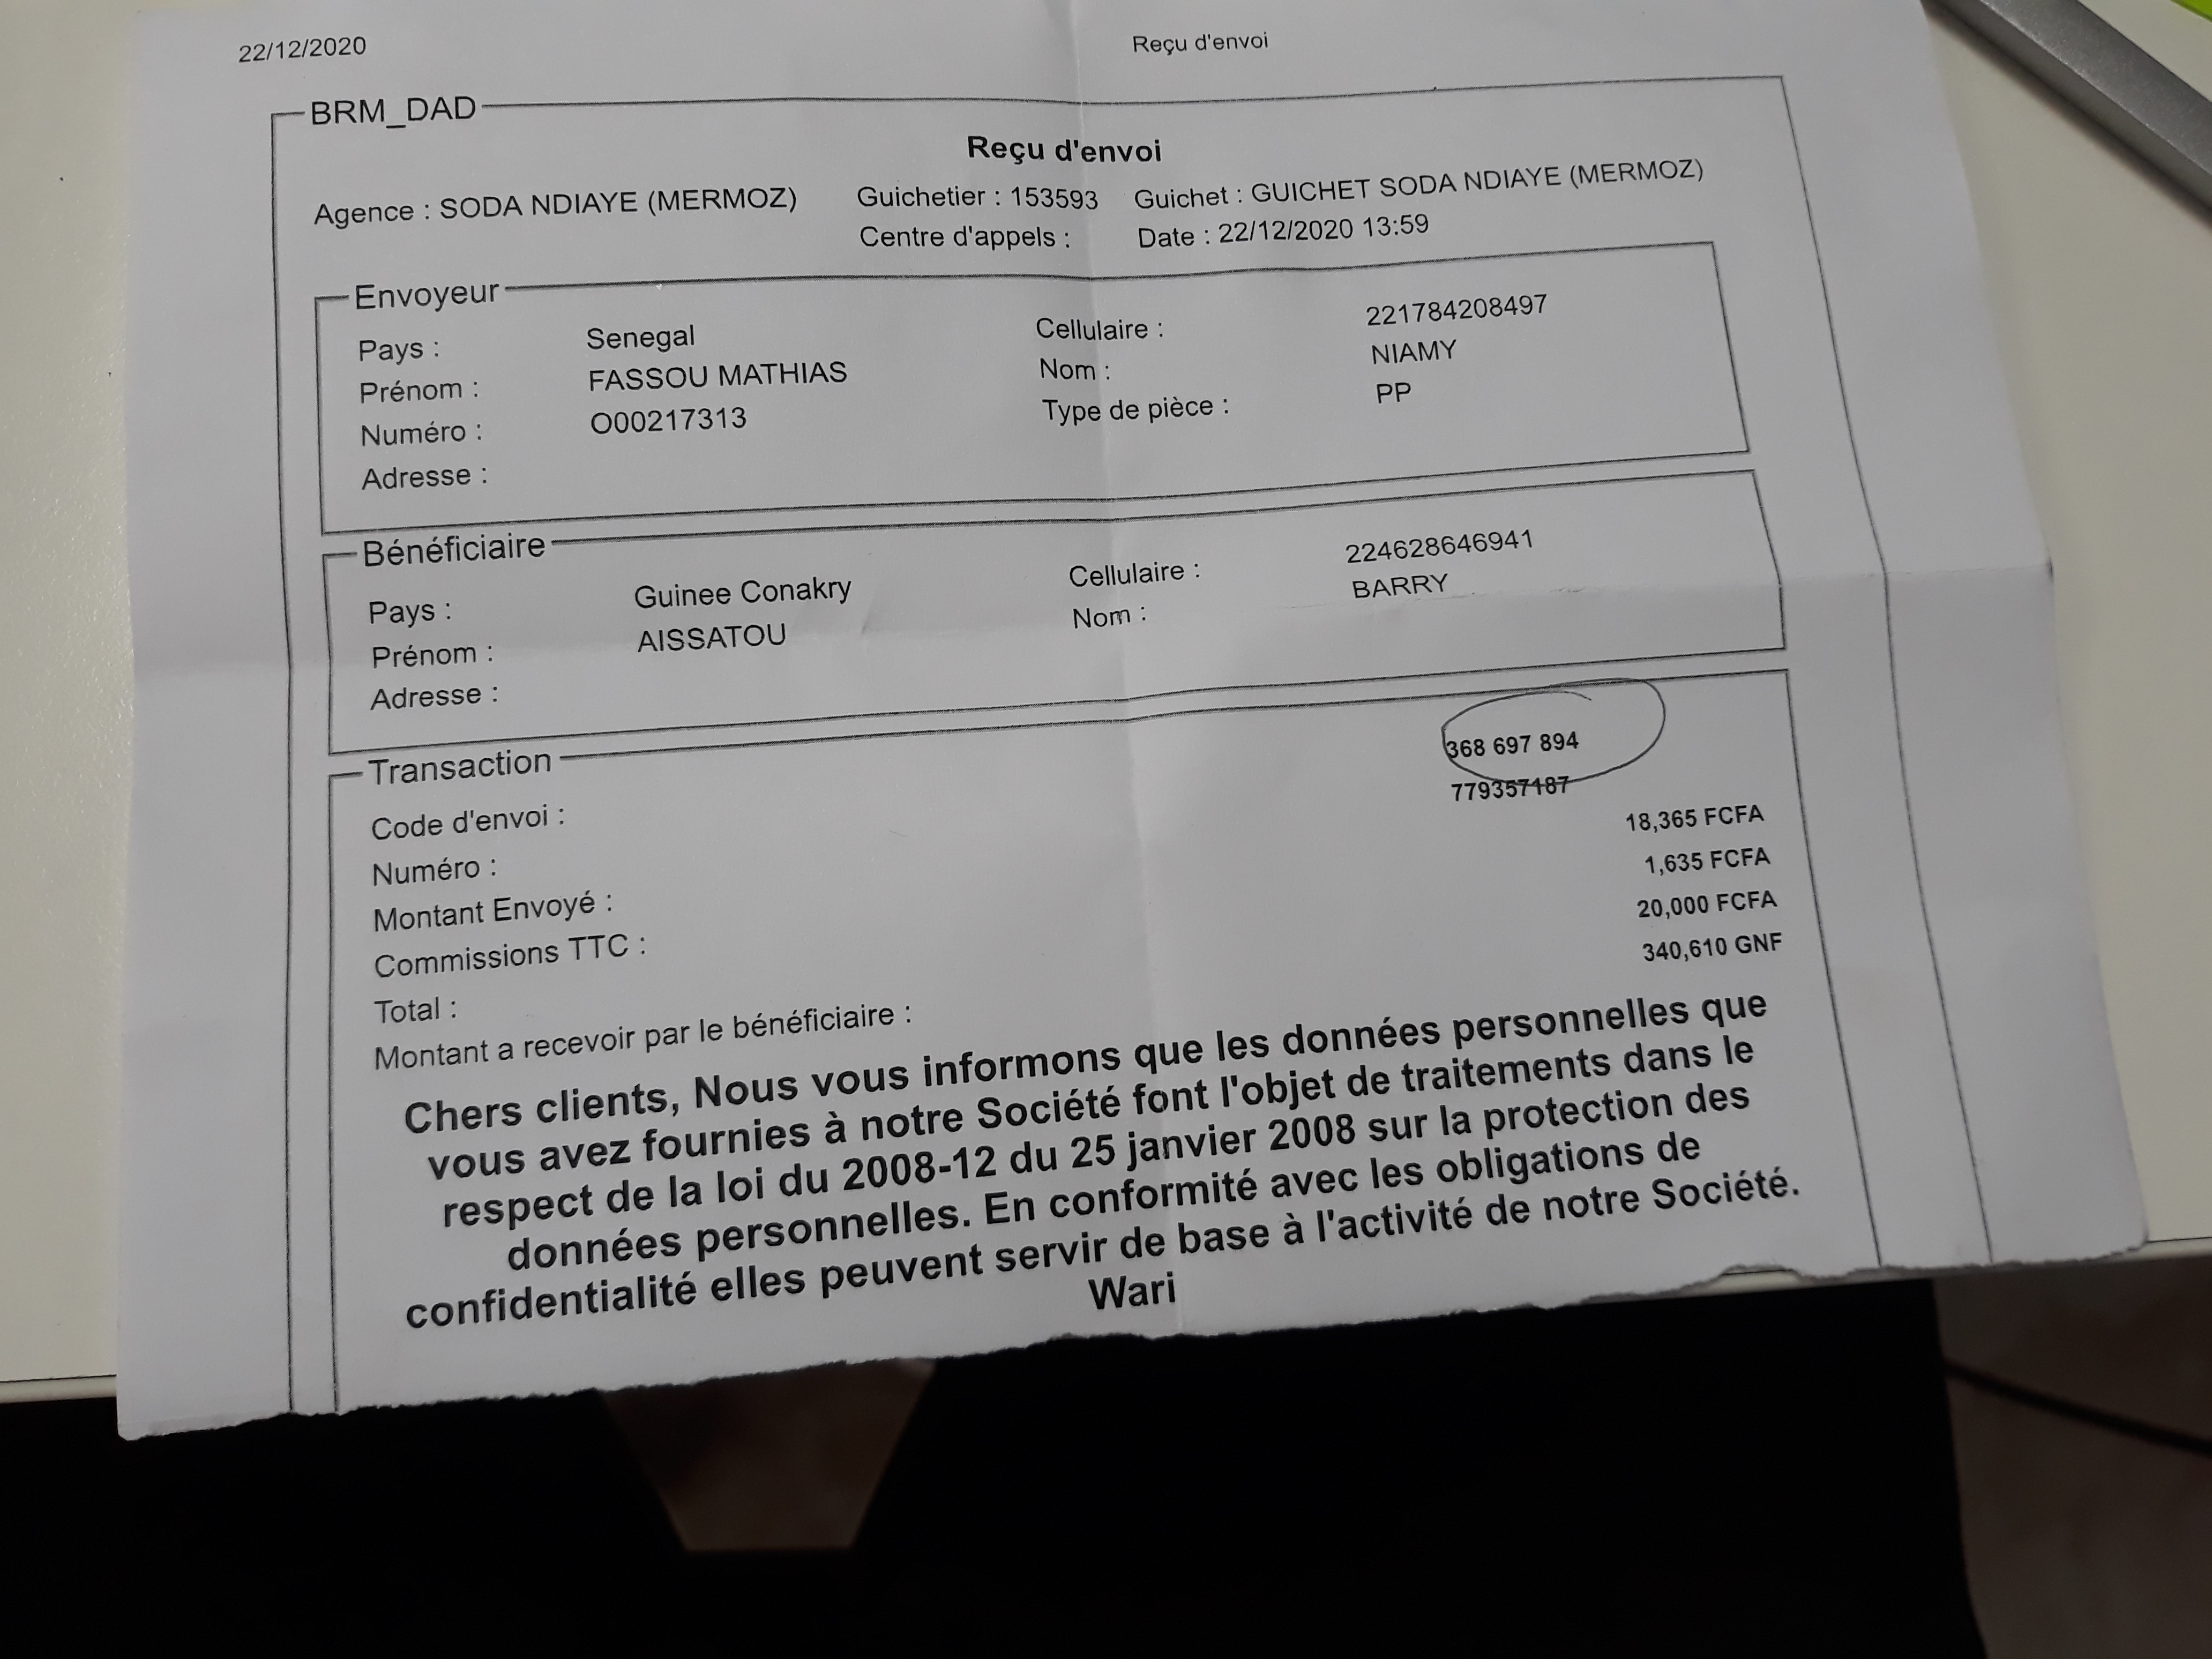 22/12/2020 Reçu d'envoi
BRM_DAD
Reçu d'envoi
Agence : SODA NDIAYE (MERMOZ) Guichetier : 153593 Guichet : GUICHET SODA NDIAYE (MERMOZ)
Centre d'appels : Date : 22/12/2020 13:59
Envoyeur
Pays : Senegal Cellulaire : 221784208497
Prénom : FASSOU MATHIAS Nom : NIAMY
Numéro : O00217313 Type de pièce : PP
Adresse :
Bénéficiaire
Pays : Guinee Conakry Cellulaire : 224628646941
Prénom : AISSATOU Nom : BARRY
Adresse :
Transaction
Code d'envoi : 368 697 894
Numéro : 779357187
Montant Envoyé : 18,365 FCFA
Commissions TTC : 1,635 FCFA
Total : 20,000 FCFA
Montant a recevoir par le bénéficiaire : 340,610 GNF
Chers clients, Nous vous informons que les données personnelles que
vous avez fournies à notre Société font l'objet de traitements dans le
respect de la loi du 2008-12 du 25 janvier 2008 sur la protection des
données personnelles. En conformité avec les obligations de
confidentialité elles peuvent servir de base à l'activité de notre Société.
Wari